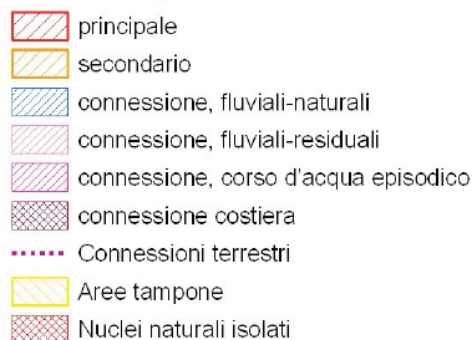 principale
secondario
connessione, fluviali-naturali
connessione, fluviali-residuali
connessione, corso d'acqua episodico
connessione costiera
Connessioni terrestri
Aree tampone
Nuclei naturali isolati